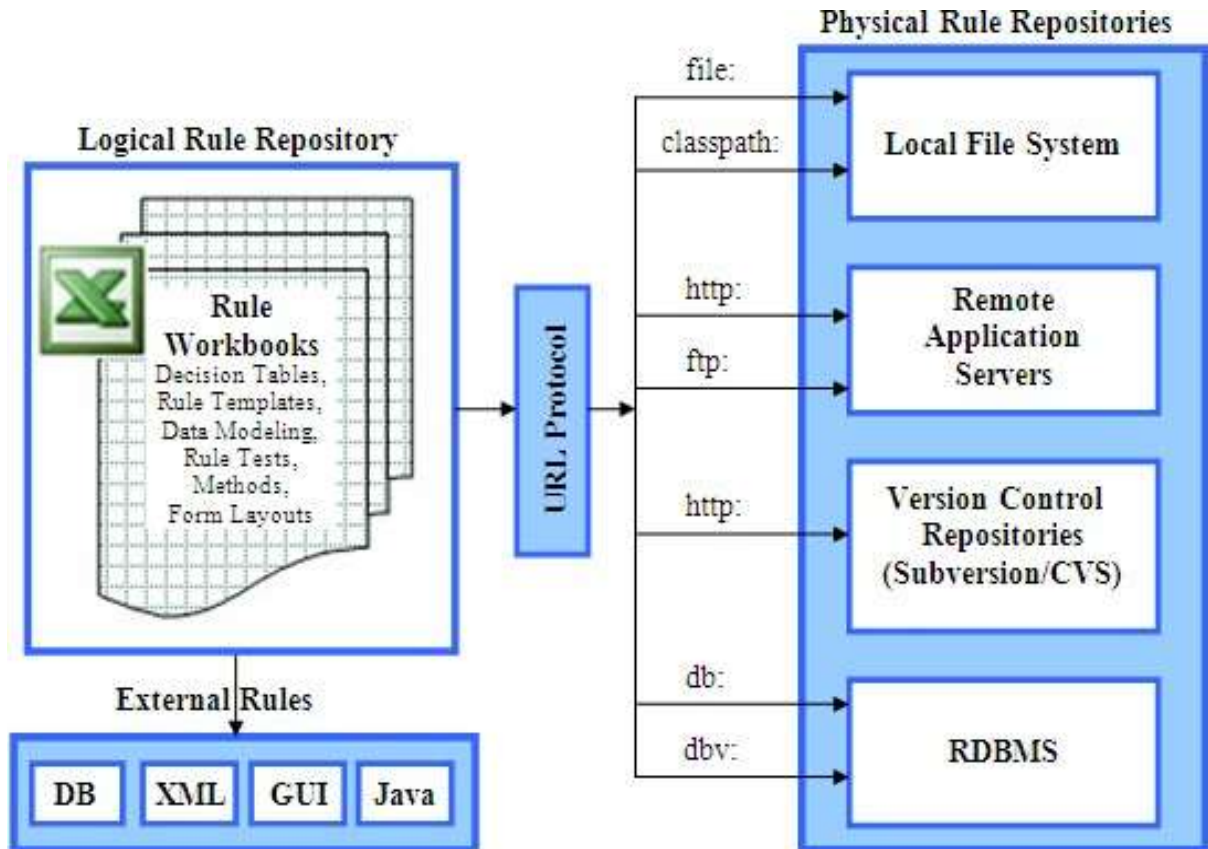 Physical Rule Repositories
Logical Rule Repository
Rule
Workbooks
Decision Tables,
Rule Templates,
Data Modeling,
Rule Tests,
Methods,
Form Layouts
External Rules
DB
XML
GUI
Java
URL Protocol
file:
classpath:
http:
ftp:
http:
db:
dbv:
Local File System
Remote
Application
Servers
Version Control
Repositories
(Subversion/CVS)
RDBMS